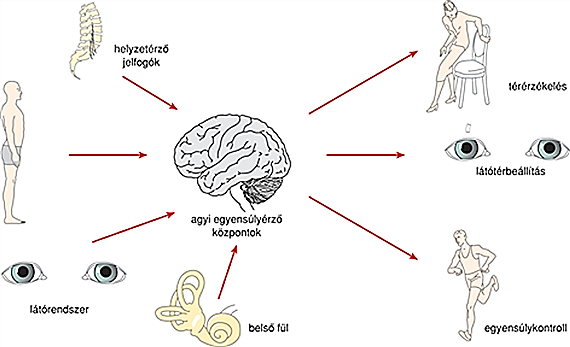 helyzetérző
jelfogók
térérzékelés
látótérbeállítás
agyi egyensúlyérző
központok
látórendszer
belső fül
egyensúlykontroll